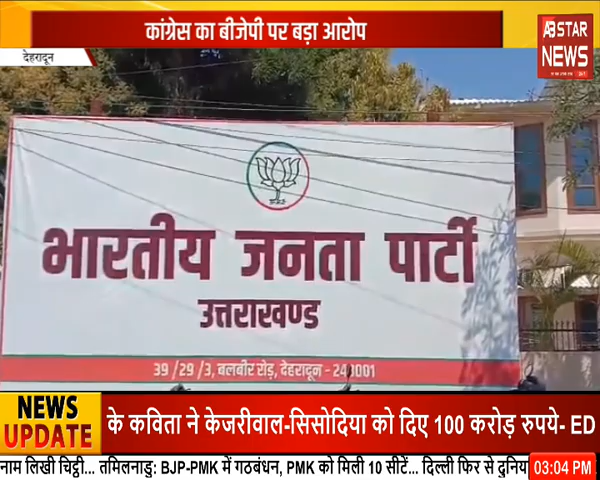 कांग्रेस का बीजेपी पर बड़ा आरोप
AB STAR
NEWS
देहरादून
भारतीय जनता पार्टी
उत्तराखण्ड
39/29/3, बलबीर रोड़, देहरादून - 248001
NEWS
UPDATE
के कविता ने केजरीवाल-सिसोदिया को दिए 100 करोड़ रुपये- ED
नाम लिखी चिट्ठी... तमिलनाडु: BJP-PMK में गठबंधन, PMK को मिली 10 सीटें... दिल्ली फिर से दुनिय
03:04 PM